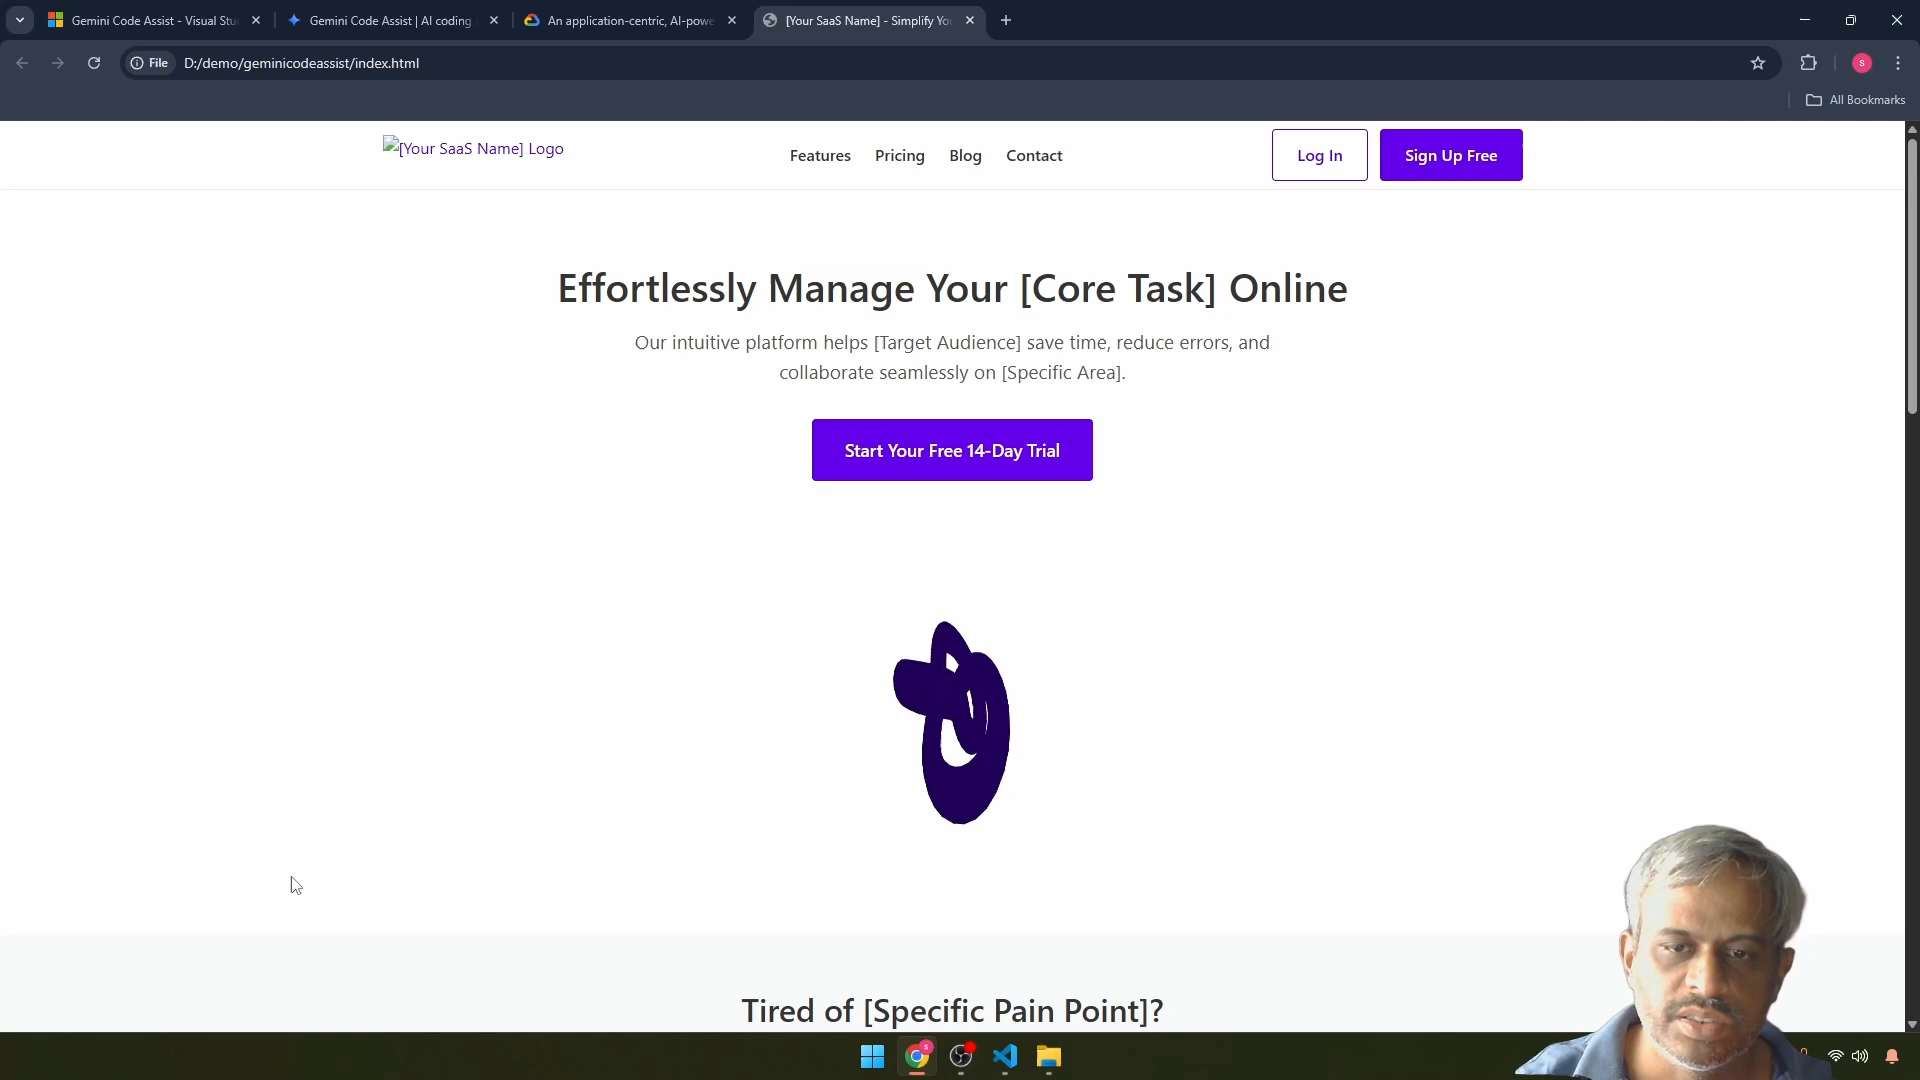 Gemini Code Assist - Visual Stu
Gemini Code Assist | AI coding
An application-centric, AI-powe
[Your SaaS Name] - Simplify Yo
File
D:/demo/geminicodeassist/index.html
s
All Bookmarks
[Your SaaS Name] Logo
Features
Pricing
Blog
Contact
Log In
Sign Up Free
Effortlessly Manage Your [Core Task] Online
Our intuitive platform helps [Target Audience] save time, reduce errors, and
collaborate seamlessly on [Specific Area].
Start Your Free 14-Day Trial
Tired of [Specific Pain Point]?